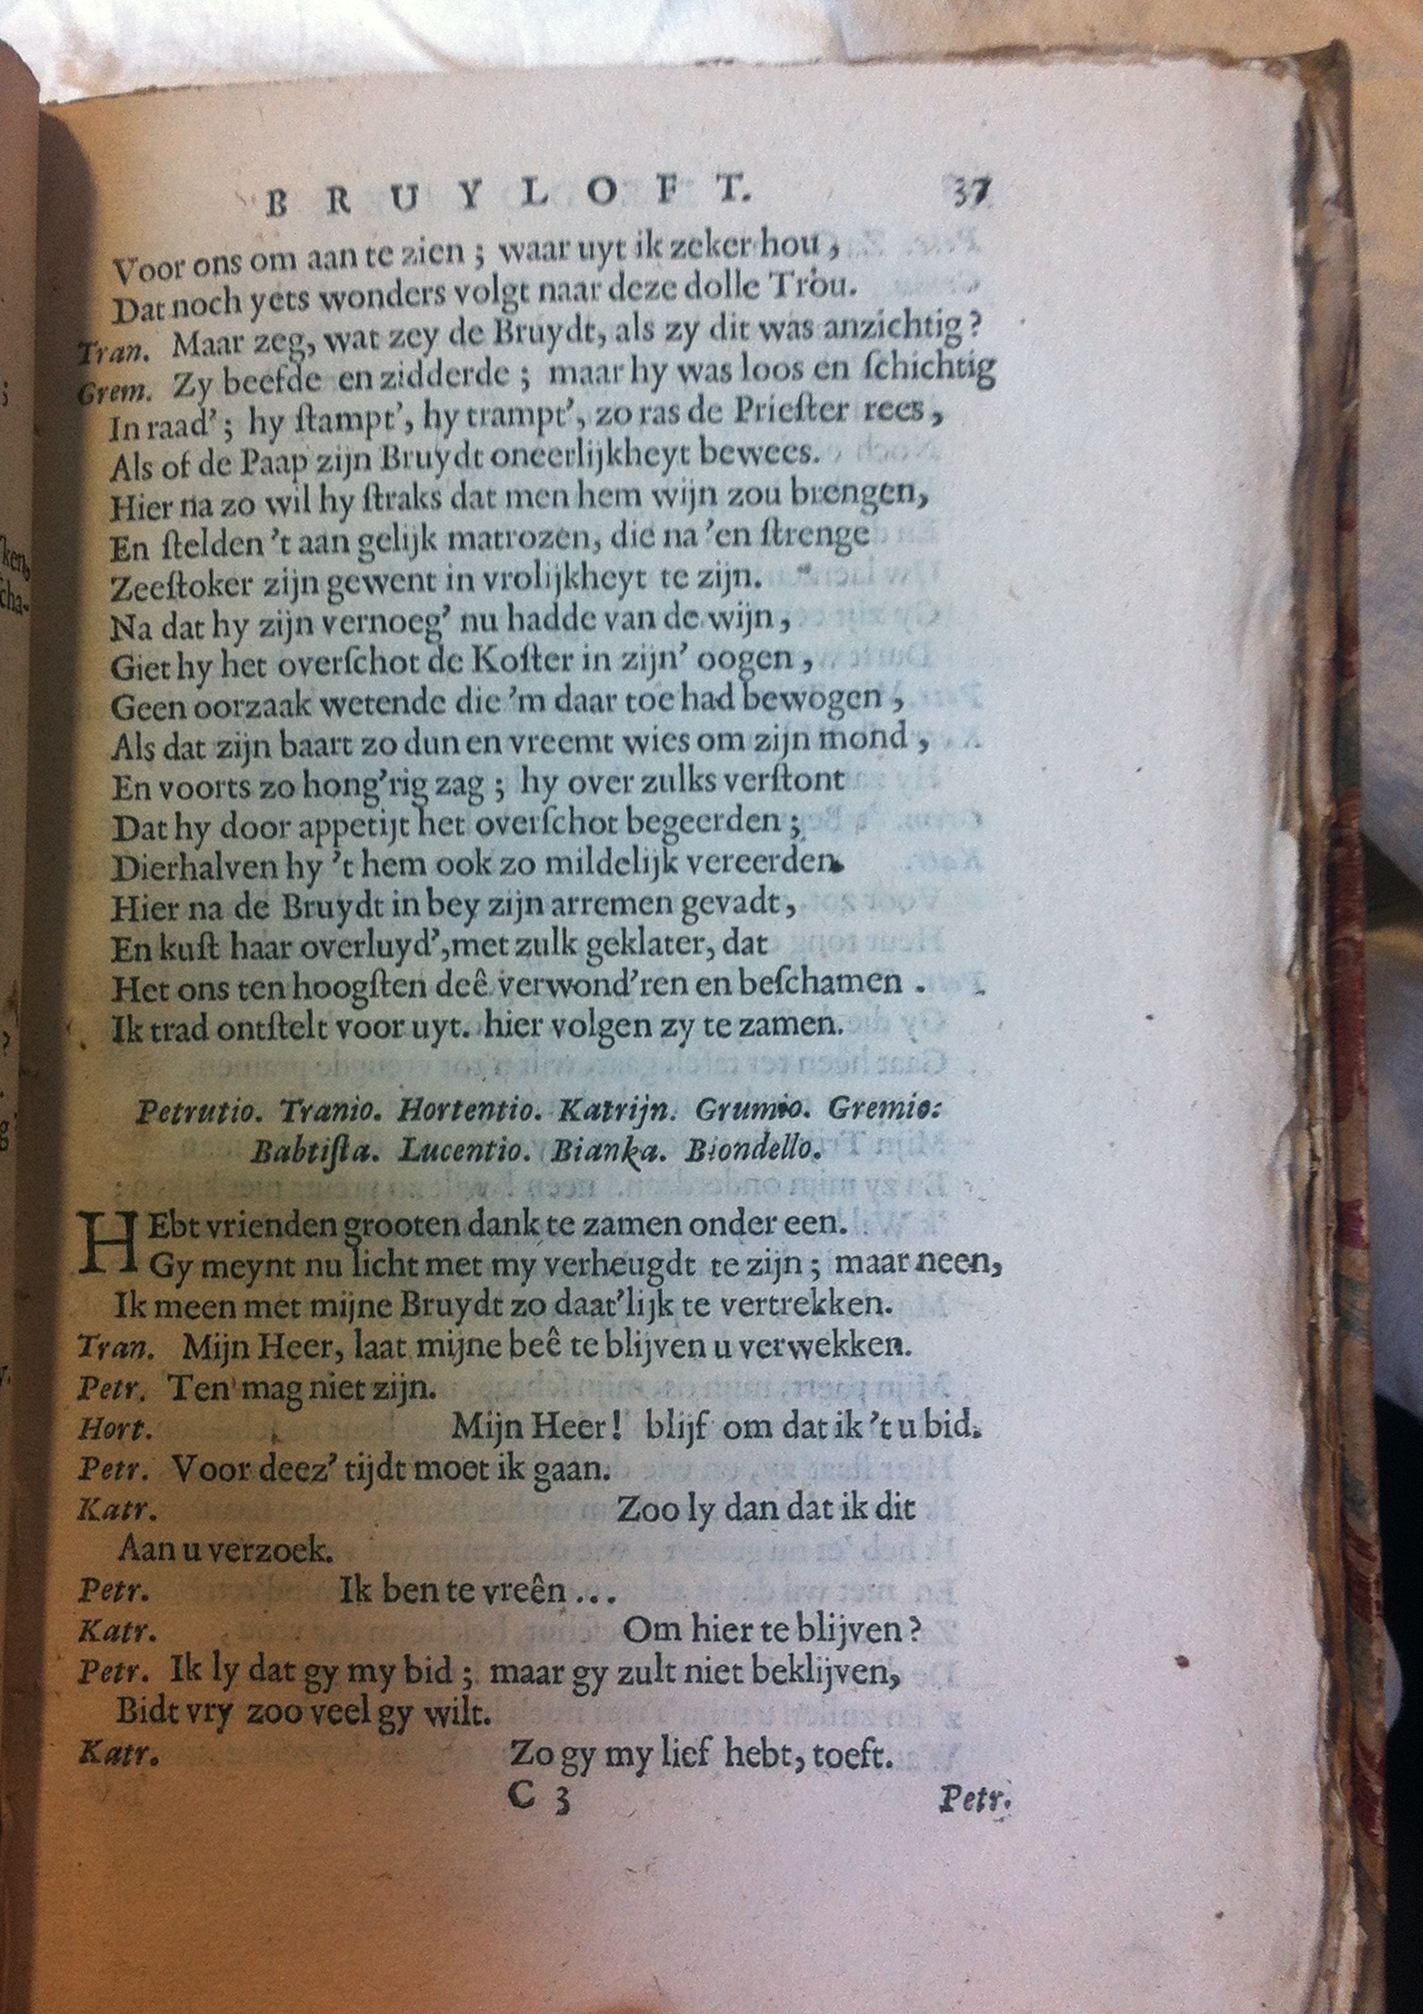 BRUYLOFT. 37
Voor ons om aan te zien ; waar uyt ik zeker hou ,
Dat noch yets wonders volgt naar deze dolle Trou.
Tran. Maar zeg, wat zey de Bruydt, als zy dit was anzichtig?
Grem. Zy beefde en zidderde ; maar hy was loos en ſchichtig
In raad' ; hy ſtampt', hy trampt', zo ras de Prieſter rees ,
Als of de Paap zijn Bruydt oneerlijkheyt bewees.
Hier na zo wil hy ſtraks dat men hem wijn zou brengen,
En ſtelden 't aan gelijk matrozen, die na 'en ſtrenge
Zeeſtoker zijn gewent in vrolijkheyt te zijn.
Na dat hy zijn vernoeg' nu hadde van de wijn ,
Giet hy het overſchot de Koſter in zijn' oogen ,
Geen oorzaak wetende die 'm daar toe had bewogen ,
Als dat zijn baart zo dun en vreemt wies om zijn mond ,
En voorts zo hong'rig zag ; hy over zulks verſtont
Dat hy door appetijt het overſchot begeerden ;
Dierhalven hy 't hem ook zo mildelijk vereerden.
Hier na de Bruydt in bey zijn arremen gevadt ,
En kuſt haar overluyd', met zulk geklater, dat
Het ons ten hoogſten deê verwond'ren en beſchamen .
Ik trad ontſtelt voor uyt. hier volgen zy te zamen.
Petrutio. Tranio. Hortentio. Katrijn. Grumio. Gremio.
Babtiſta. Lucentio. Bianka. Biondello.
HEbt vrienden grooten dank te zamen onder een.
Gy meynt nu licht met my verheugdt te zijn ; maar neen,
Ik meen met mijne Bruydt zo daat'lijk te vertrekken.
Tran. Mijn Heer, laat mijne beê te blijven u verwekken.
Petr. Ten mag niet zijn.
Hort. Mijn Heer! blijf om dat ik 't u bid.
Petr. Voor deez' tijdt moet ik gaan.
Katr. Zoo ly dan dat ik dit
Aan u verzoek.
Petr. Ik ben te vreên ...
Katr. Om hier te blijven ?
Petr. Ik ly dat gy my bid ; maar gy zult niet beklijven,
Bidt vry zoo veel gy wilt.
Katr. Zo gy my lief hebt, toeft.
C 3 Petr.